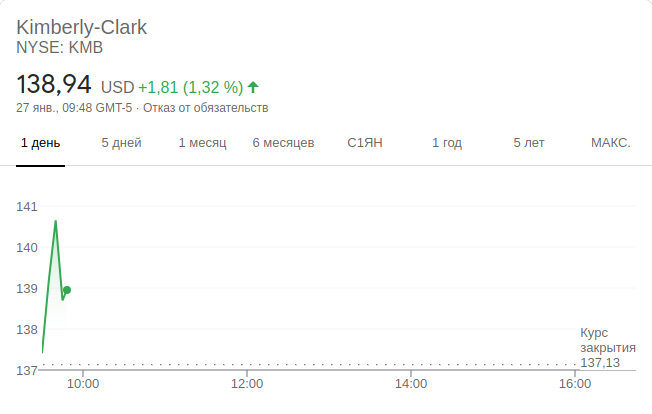 Kimberly-Clark
NYSE: KMB
138,94 USD +1,81 (1,32 %)
27 янв., 09:48 GMT-5 · Отказ от обязательств
1 день 5 дней 1 месяц 6 месяцев С1ЯН 1 год 5 лет МАКС.
141
140
139
138
Курс
закрытия
137,13
137
10:00 12:00 14:00 16:00